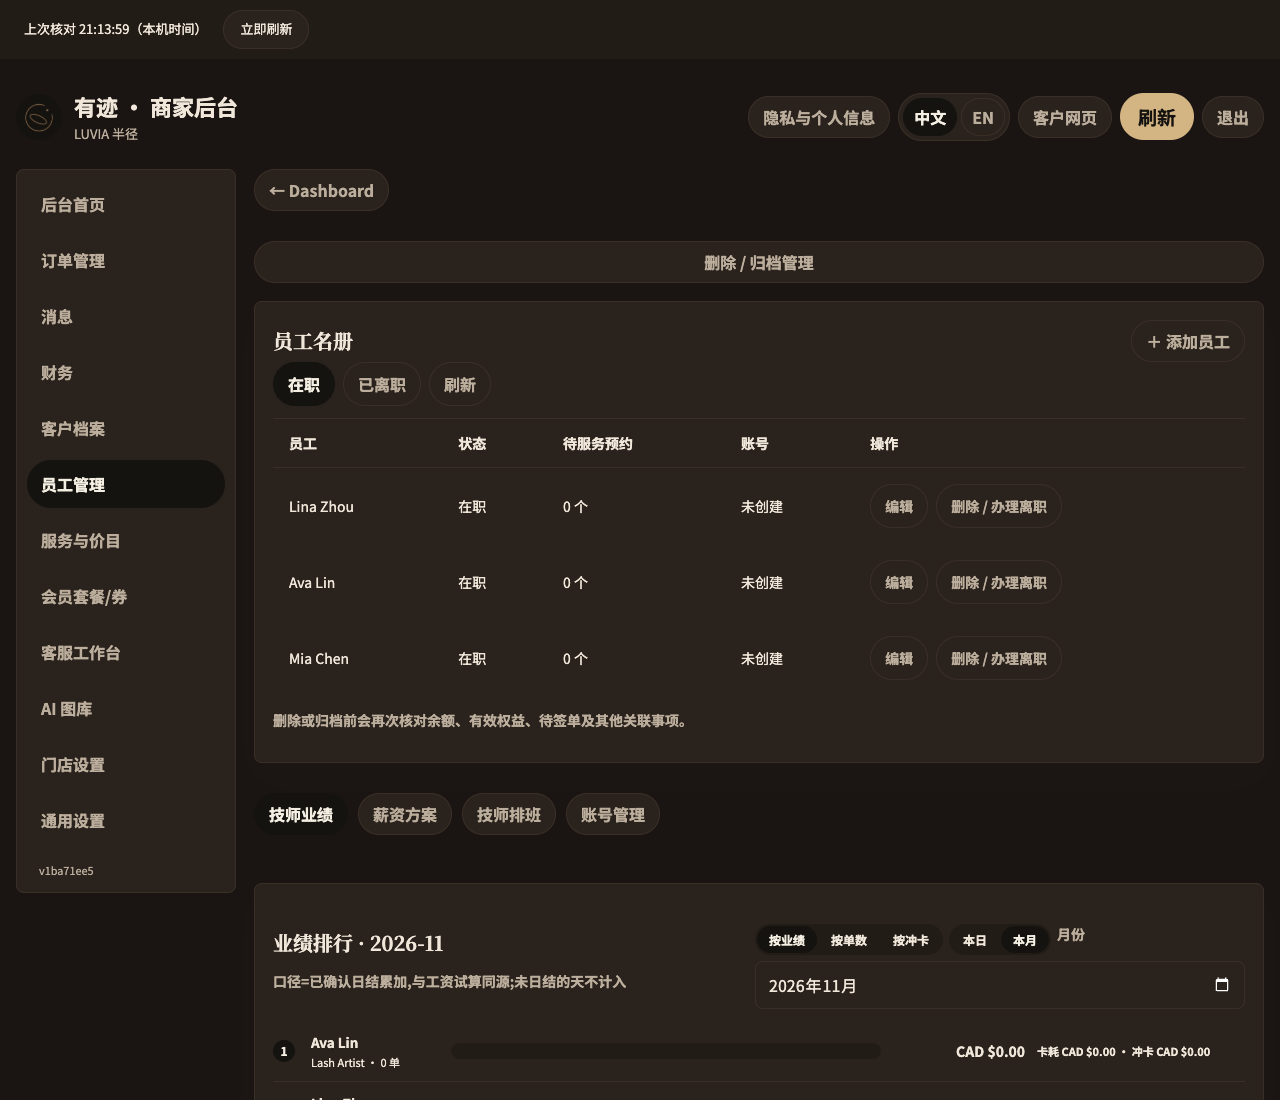 上次核对 21:13:59（本机时间） 立即刷新
有迹 · 商家后台
LUVIA 半径
隐私与个人信息 中文 EN 客户网页 刷新 退出
后台首页
订单管理
消息
财务
客户档案
员工管理
服务与价目
会员套餐/券
客服工作台
AI 图库
门店设置
通用设置
v1ba71ee5
← Dashboard
删除 / 归档管理
员工名册 ＋ 添加员工
在职 已离职 刷新
员工 状态 待服务预约 账号 操作
Lina Zhou 在职 0 个 未创建 编辑 删除 / 办理离职
Ava Lin 在职 0 个 未创建 编辑 删除 / 办理离职
Mia Chen 在职 0 个 未创建 编辑 删除 / 办理离职
删除或归档前会再次核对余额、有效权益、待签单及其他关联事项。
技师业绩 薪资方案 技师排班 账号管理
业绩排行 · 2026-11
口径=已确认日结累加,与工资试算同源;未日结的天不计入
按业绩 按单数 按冲卡 本日 本月 月份
2026年11月
1 Ava Lin
Lash Artist · 0 单
CAD $0.00 卡耗 CAD $0.00 · 冲卡 CAD $0.00